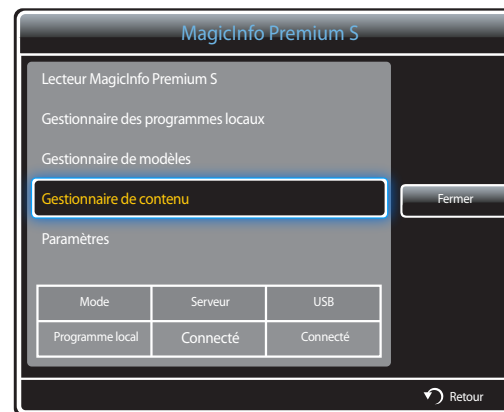 MagicInfo Premium S
Lecteur MagicInfo Premium S
Gestionnaire des programmes locaux
Gestionnaire de modèles
Gestionnaire de contenu
Fermer
Paramètres
Mode Serveur USB
Programme local Connecté Connecté
Retour